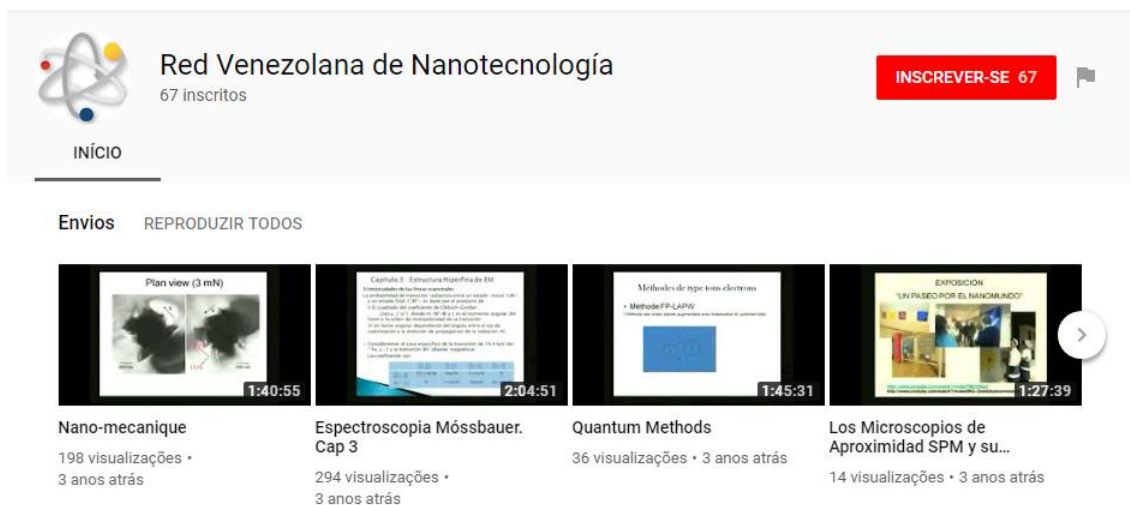 Red Venezolana de Nanotecnología
67 inscritos
INSCREVER-SE 67
INÍCIO
Envios REPRODUZIR TODOS
Plan view (3 mN)
1:40:55
Nano-mecanique
198 visualizações •
3 anos atrás
Capitulo 3: Estructura Hiperfina de EM
2:04:51
Espectroscopia Móssbauer.
Cap 3
294 visualizações •
3 anos atrás
Méthodes de type tous électrons
• Méthode FP-LAPW
1:45:31
Quantum Methods
36 visualizações • 3 anos atrás
EXPOSICIÓN
"UN PASEO POR EL NANOMUNDO"
1:27:39
Los Microscopios de
Aproximidad SPM y su...
14 visualizações • 3 anos atrás